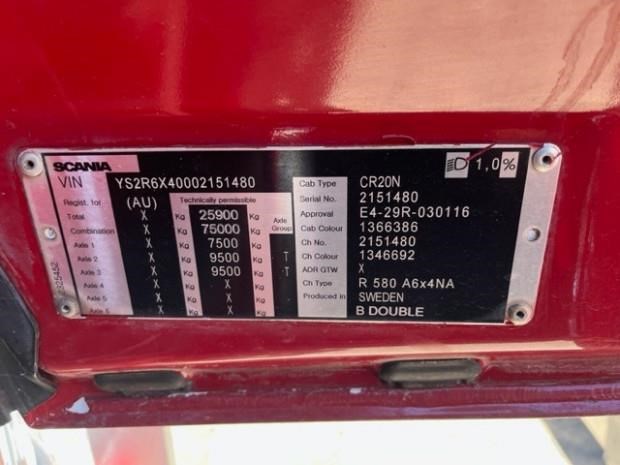 SCANIA
1,0%
VIN YS2R6X40002151480
Regist. for (AU) Technically permissible
Total X Kg 25900 Kg
Combination X Kg 75000 Kg Axle Group
Axle 1 X Kg 7500 Kg
Axle 2 X Kg 9500 Kg T
Axle 3 X Kg 9500 Kg T
Axle 4 X Kg X Kg
Axle 5 X Kg X Kg
X Kg X Kg
Cab Type CR20N
Serial No. 2151480
Approval E4-29R-030116
Cab Colour 1366386
Ch No. 2151480
Ch Colour 1346692
ADR GTW X
Ch Type R 580 A6x4NA
Produced in SWEDEN
B DOUBLE